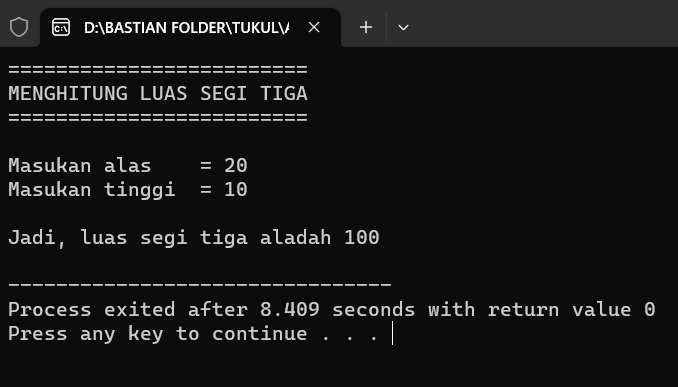 D:\BASTIAN FOLDER\TUKUL\A
=========================
MENGHITUNG LUAS SEGI TIGA
=========================
Masukan alas    = 20
Masukan tinggi  = 10
Jadi, luas segi tiga aladah 100
--------------------------------
Process exited after 8.409 seconds with return value 0
Press any key to continue . . .